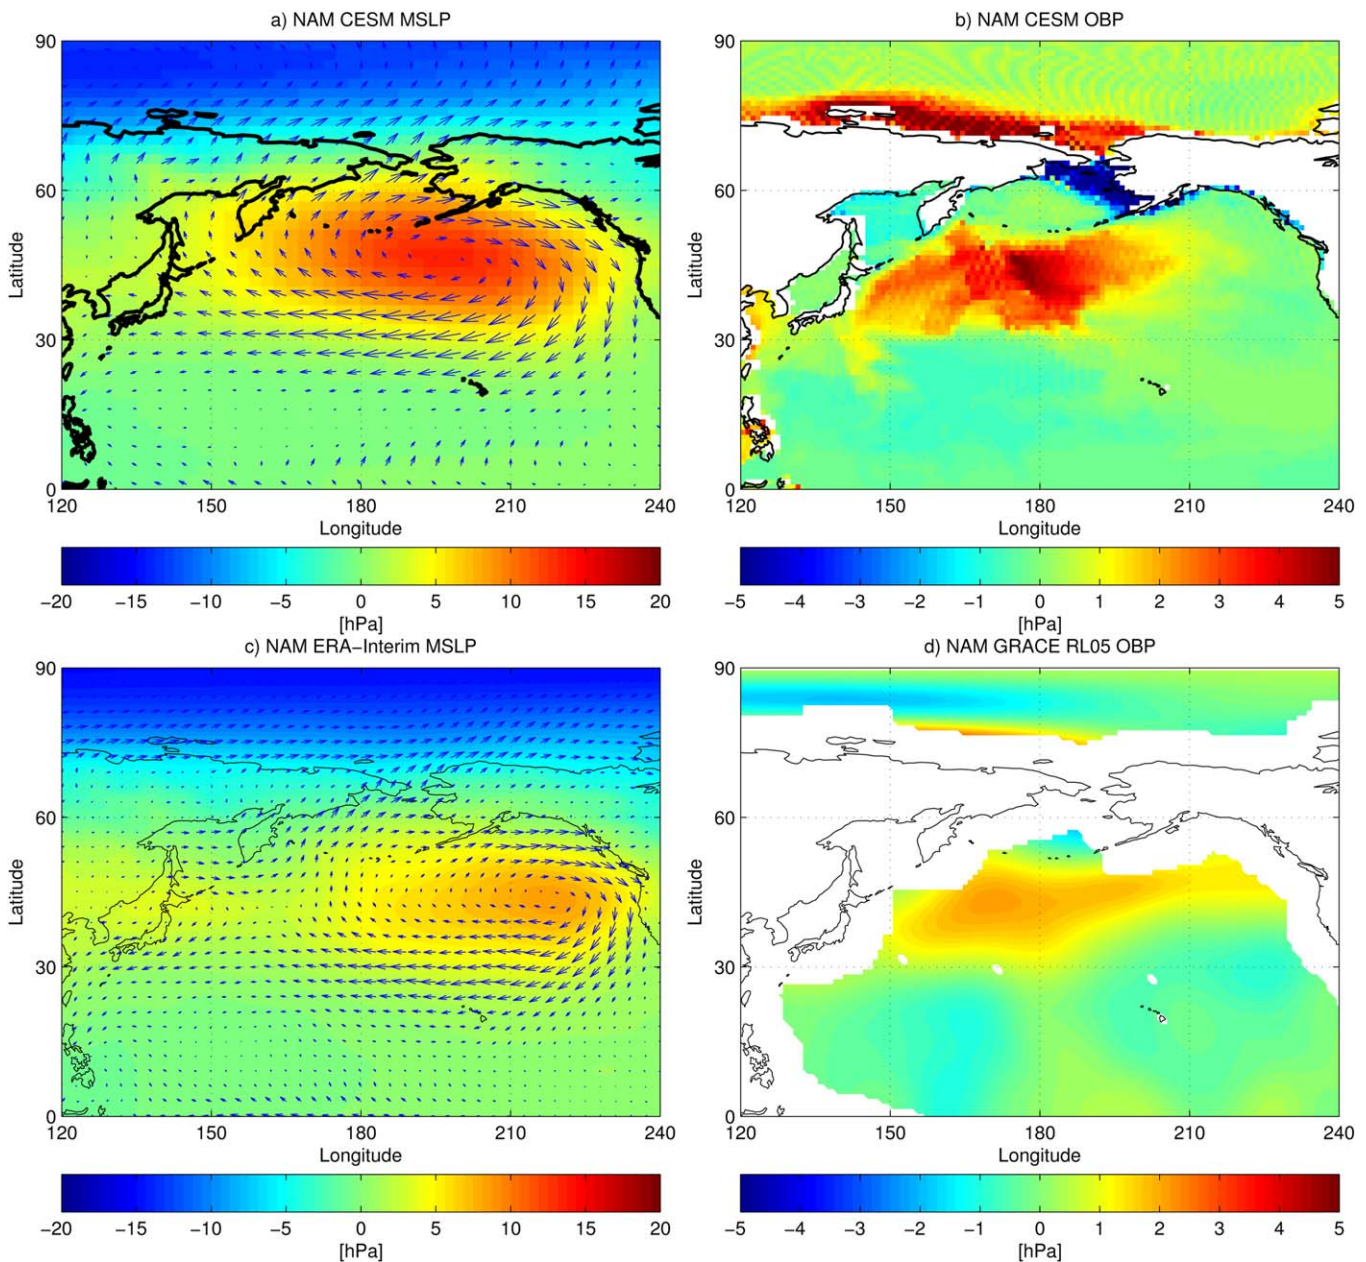 a) NAM CESM MSLP
90
60
30
0
Latitude
120 150 180 210 240
Longitude
−20 −15 −10 −5 0 5 10 15 20
[hPa]
b) NAM CESM OBP
90
60
30
0
Latitude
120 150 180 210 240
Longitude
−5 −4 −3 −2 −1 0 1 2 3 4 5
[hPa]
c) NAM ERA−Interim MSLP
90
60
30
0
Latitude
120 150 180 210 240
Longitude
−20 −15 −10 −5 0 5 10 15 20
[hPa]
d) NAM GRACE RL05 OBP
90
60
30
0
Latitude
120 150 180 210 240
Longitude
−5 −4 −3 −2 −1 0 1 2 3 4 5
[hPa]